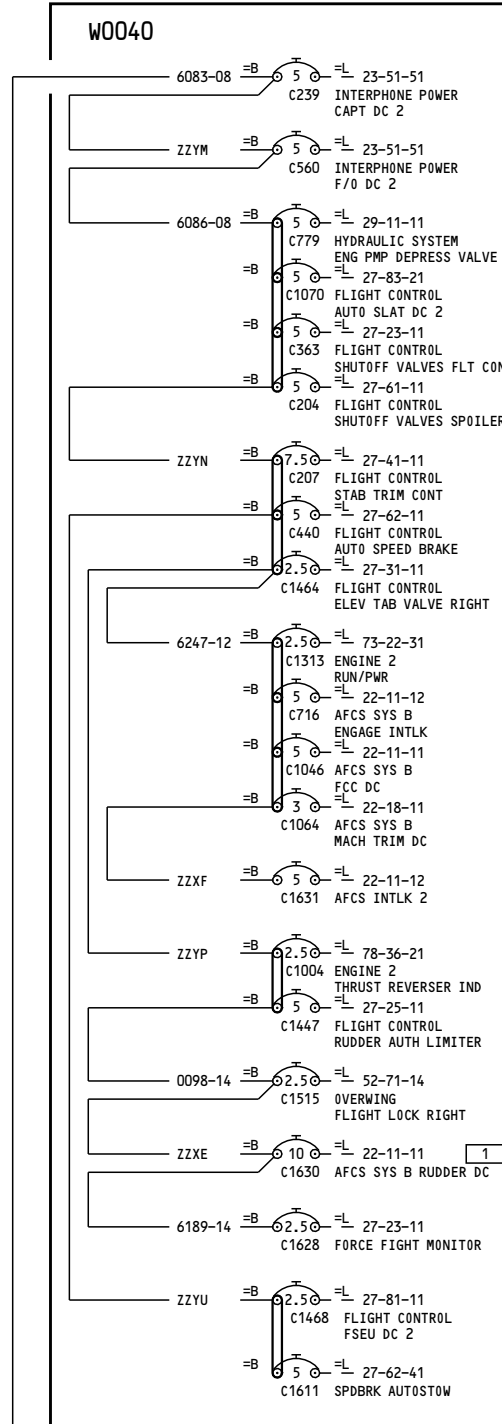 W0040
6083-08 =B 5 =L 23-51-51
C239 INTERPHONE POWER
CAPT DC 2
ZZYM =B 5 =L 23-51-51
C560 INTERPHONE POWER
F/O DC 2
6086-08 =B 5 =L 29-11-11
C779 HYDRAULIC SYSTEM
ENG PMP DEPRESS VALVE
=B 5 =L 27-83-21
C1070 FLIGHT CONTROL
AUTO SLAT DC 2
=B 5 =L 27-23-11
C363 FLIGHT CONTROL
SHUTOFF VALVES FLT CON
=B 5 =L 27-61-11
C204 FLIGHT CONTROL
SHUTOFF VALVES SPOILER
ZZYN =B 7.5 =L 27-41-11
C207 FLIGHT CONTROL
STAB TRIM CONT
=B 5 =L 27-62-11
C440 FLIGHT CONTROL
AUTO SPEED BRAKE
=B 2.5 =L 27-31-11
C1464 FLIGHT CONTROL
ELEV TAB VALVE RIGHT
6247-12 =B 2.5 =L 73-22-31
C1313 ENGINE 2
RUN/PWR
=B 5 =L 22-11-12
C716 AFCS SYS B
ENGAGE INTLK
=B 5 =L 22-11-11
C1046 AFCS SYS B
FCC DC
=B 3 =L 22-18-11
C1064 AFCS SYS B
MACH TRIM DC
ZZXF =B 5 =L 22-11-12
C1631 AFCS INTLK 2
ZZYP =B 2.5 =L 78-36-21
C1004 ENGINE 2
THRUST REVERSER IND
=B 5 =L 27-25-11
C1447 FLIGHT CONTROL
RUDDER AUTH LIMITER
0098-14 =B 2.5 =L 52-71-14
C1515 OVERWING
FLIGHT LOCK RIGHT
ZZXE =B 10 =L 22-11-11 1
C1630 AFCS SYS B RUDDER DC
6189-14 =B 2.5 =L 27-23-11
C1628 FORCE FIGHT MONITOR
ZZYU =B 2.5 =L 27-81-11
C1468 FLIGHT CONTROL
FSEU DC 2
=B 5 =L 27-62-41
C1611 SPDBRK AUTOSTOW